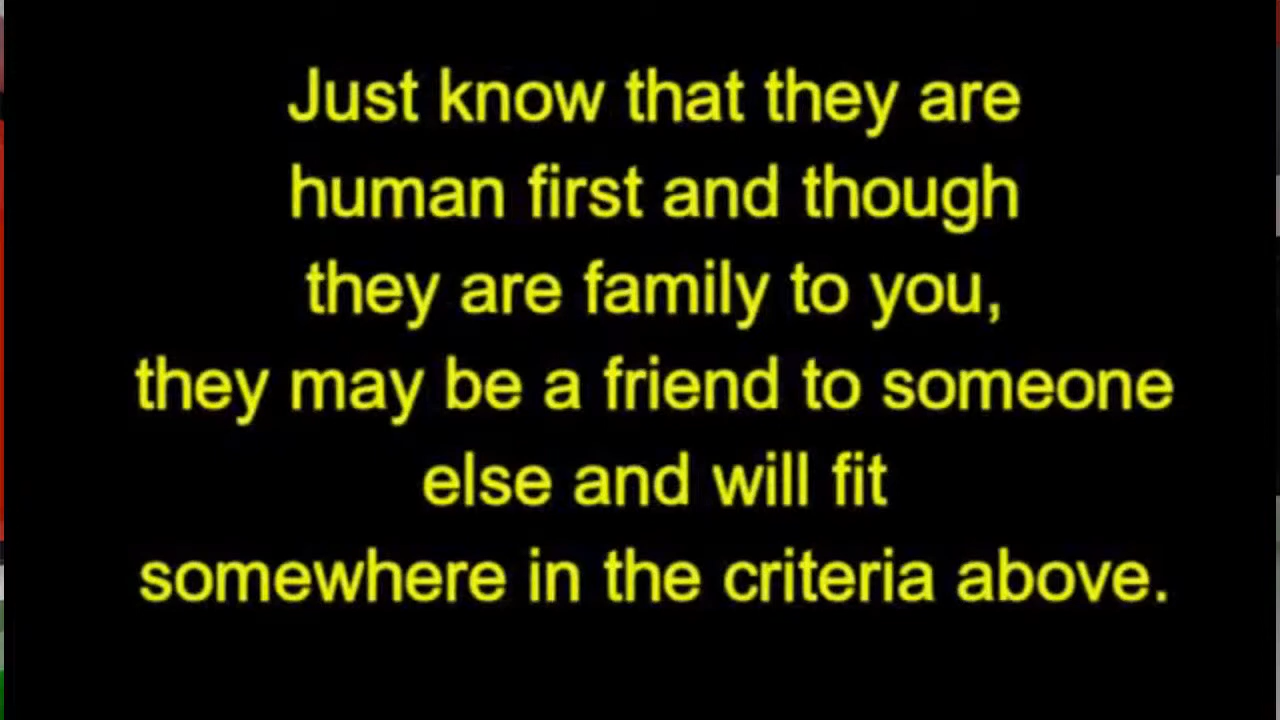 Just know that they are
human first and though
they are family to you,
they may be a friend to someone
else and will fit
somewhere in the criteria above.